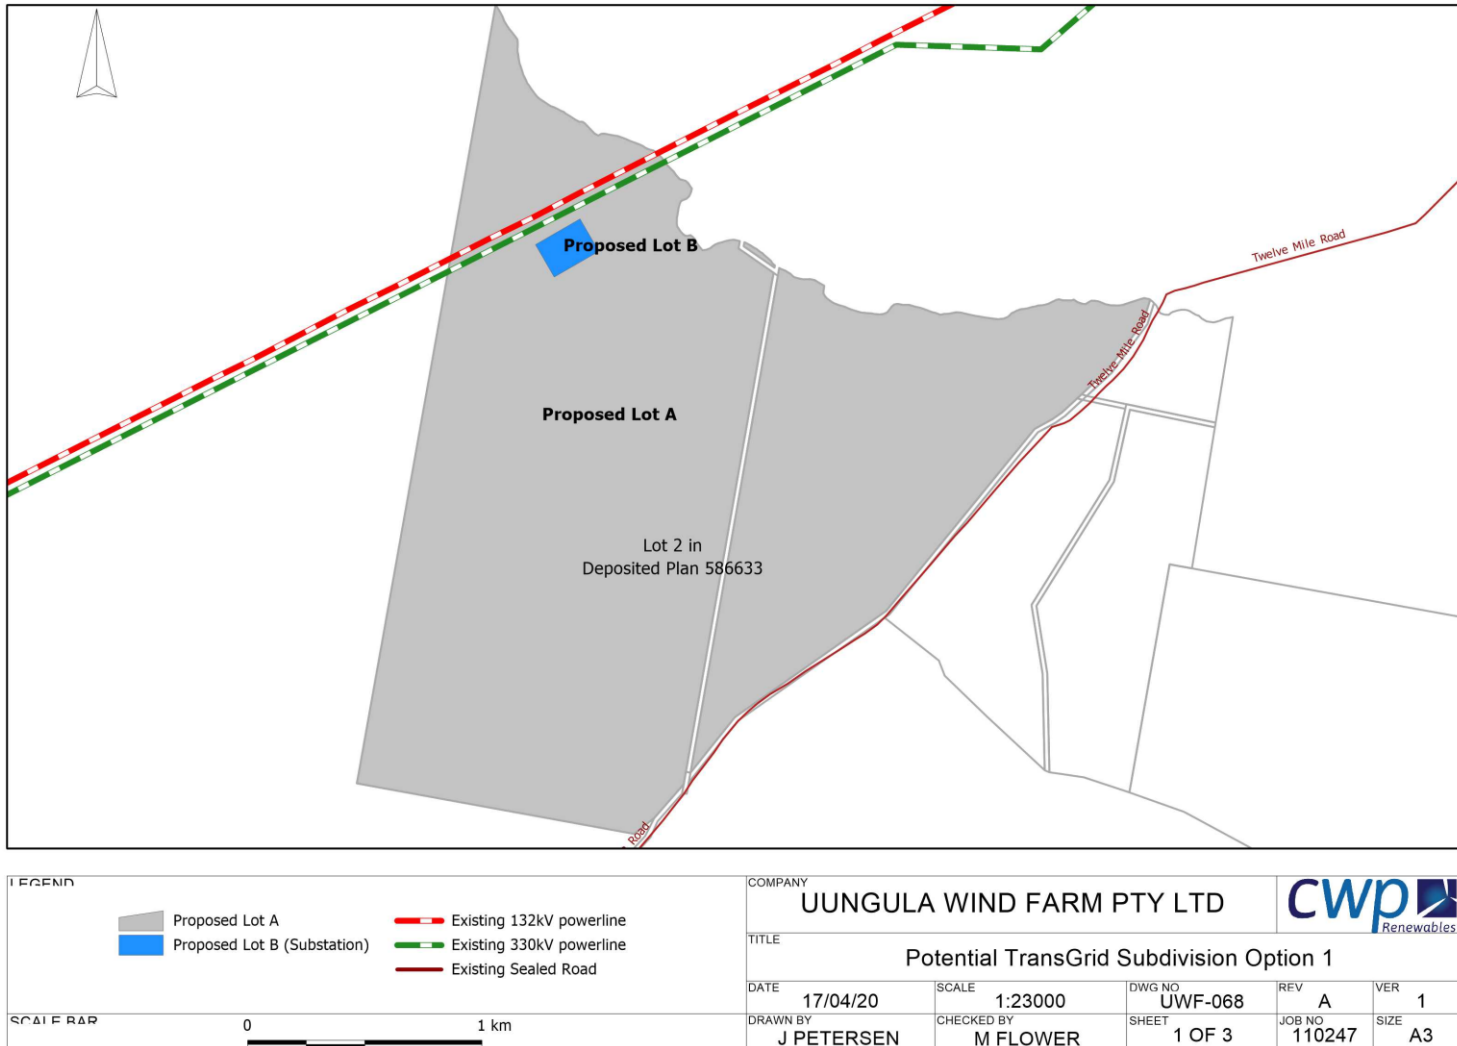 Proposed Lot B
Twelve Mile Road
Twelve Mile Road
Proposed Lot A
Lot 2 in
Deposited Plan 586633
Road
LEGEND
Proposed Lot A
Proposed Lot B (Substation)
Existing 132kV powerline
Existing 330kV powerline
Existing Sealed Road
SCALE BAR
0 1 km
COMPANY
UUNGULA WIND FARM PTY LTD
cwp
Renewables
TITLE
Potential TransGrid Subdivision Option 1
DATE SCALE DWG NO REV VER
17/04/20 1:23000 UWF-068 A 1
DRAWN BY CHECKED BY SHEET JOB NO SIZE
J PETERSEN M FLOWER 1 OF 3 110247 A3